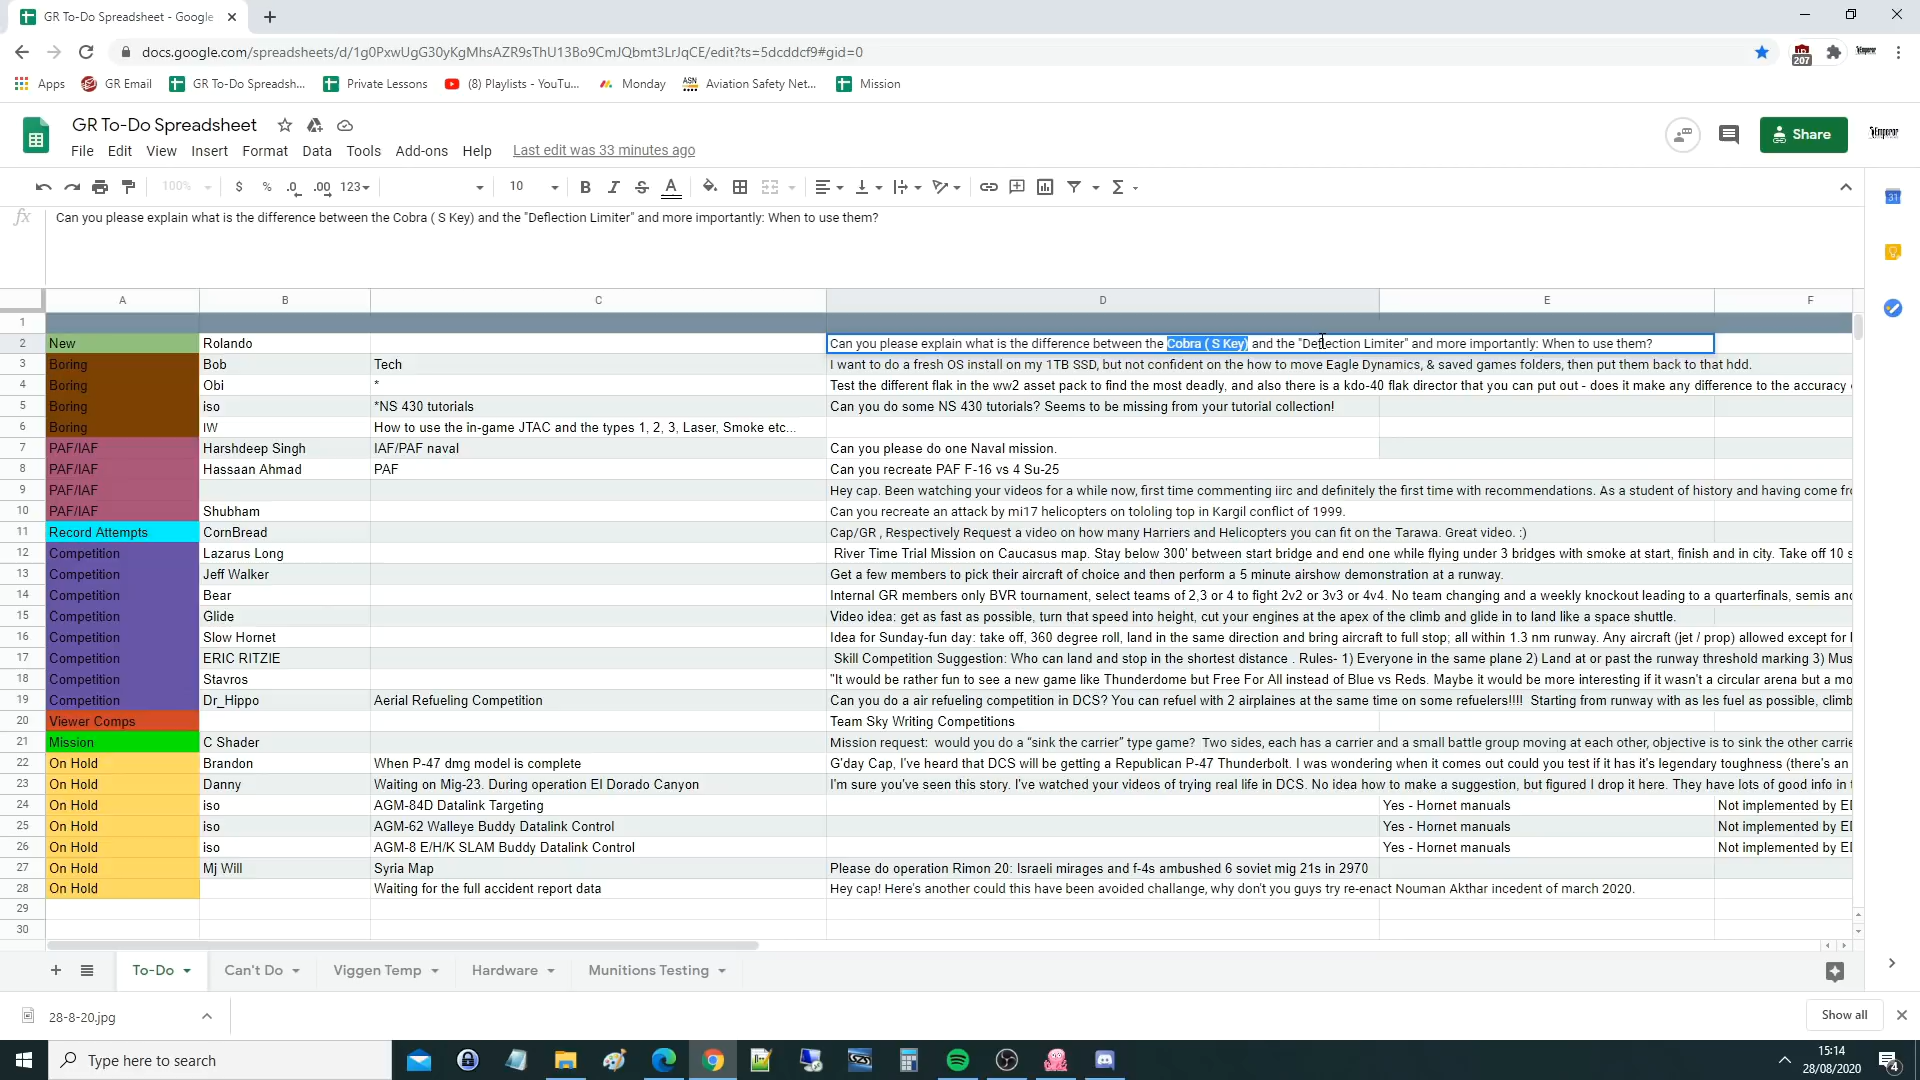 GR To-Do Spreadsheet - Google
docs.google.com/spreadsheets/d/1g0PxwUgG30yKgMhsAZR9sThU13Bo9CmJQbmt3LrJqCE/edit?ts=5dcddcf9#gid=0
207
Apps GR Email GR To-Do Spreadsh... Private Lessons (8) Playlists - YouTu... Monday ASN Aviation Safety Net... Mission
GR To-Do Spreadsheet
Share
File Edit View Insert Format Data Tools Add-ons Help Last edit was 33 minutes ago
100% $ % .0 .00 123 10 B I S A
31
fx Can you please explain what is the difference between the Cobra ( S Key) and the "Deflection Limiter" and more importantly: When to use them?
A B C D E F
1
2 New Rolando Can you please explain what is the difference between the Cobra ( S Key) and the "Deflection Limiter" and more importantly: When to use them?
3 Boring Bob Tech I want to do a fresh OS install on my 1TB SSD, but not confident on the how to move Eagle Dynamics, & saved games folders, then put them back to that hdd.
4 Boring Obi * Test the different flak in the ww2 asset pack to find the most deadly, and also there is a kdo-40 flak director that you can put out - does it make any difference to the accuracy
5 Boring iso *NS 430 tutorials Can you do some NS 430 tutorials? Seems to be missing from your tutorial collection!
6 Boring IW How to use the in-game JTAC and the types 1, 2, 3, Laser, Smoke etc...
7 PAF/IAF Harshdeep Singh IAF/PAF naval Can you please do one Naval mission.
8 PAF/IAF Hassaan Ahmad PAF Can you recreate PAF F-16 vs 4 Su-25
9 PAF/IAF Hey cap. Been watching your videos for a while now, first time commenting iirc and definitely the first time with recommendations. As a student of history and having come fr
10 PAF/IAF Shubham Can you recreate an attack by mi17 helicopters on tololing top in Kargil conflict of 1999.
11 Record Attempts CornBread Cap/GR , Respectively Request a video on how many Harriers and Helicopters you can fit on the Tarawa. Great video. :)
12 Competition Lazarus Long River Time Trial Mission on Caucasus map. Stay below 300' between start bridge and end one while flying under 3 bridges with smoke at start, finish and in city. Take off 10 s
13 Competition Jeff Walker Get a few members to pick their aircraft of choice and then perform a 5 minute airshow demonstration at a runway.
14 Competition Bear Internal GR members only BVR tournament, select teams of 2,3 or 4 to fight 2v2 or 3v3 or 4v4. No team changing and a weekly knockout leading to a quarterfinals, semis an
15 Competition Glide Video idea: get as fast as possible, turn that speed into height, cut your engines at the apex of the climb and glide in to land like a space shuttle.
16 Competition Slow Hornet Idea for Sunday-fun day: take off, 360 degree roll, land in the same direction and bring aircraft to full stop; all within 1.3 nm runway. Any aircraft (jet / prop) allowed except for
17 Competition ERIC RITZIE Skill Competition Suggestion: Who can land and stop in the shortest distance . Rules- 1) Everyone in the same plane 2) Land at or past the runway threshold marking 3) Mus
18 Competition Stavros "It would be rather fun to see a new game like Thunderdome but Free For All instead of Blue vs Reds. Maybe it would be more interesting if it wasn't a circular arena but a mo
19 Competition Dr_Hippo Aerial Refueling Competition Can you do a air refueling competition in DCS? You can refuel with 2 airplaines at the same time on some refuelers!!!! Starting from runway with as les fuel as possible, climb
20 Viewer Comps Team Sky Writing Competitions
21 Mission C Shader Mission request: would you do a “sink the carrier” type game? Two sides, each has a carrier and a small battle group moving at each other, objective is to sink the other carrie
22 On Hold Brandon When P-47 dmg model is complete G'day Cap, I've heard that DCS will be getting a Republican P-47 Thunderbolt. I was wondering when it comes out could you test if it has it's legendary toughness (there's an
23 On Hold Danny Waiting on Mig-23. During operation El Dorado Canyon I'm sure you've seen this story. I've watched your videos of trying real life in DCS. No idea how to make a suggestion, but figured I drop it here. They have lots of good info in
24 On Hold iso AGM-84D Datalink Targeting Yes - Hornet manuals Not implemented by E
25 On Hold iso AGM-62 Walleye Buddy Datalink Control Yes - Hornet manuals Not implemented by E
26 On Hold iso AGM-8 E/H/K SLAM Buddy Datalink Control Yes - Hornet manuals Not implemented by E
27 On Hold Mj Will Syria Map Please do operation Rimon 20: Israeli mirages and f-4s ambushed 6 soviet mig 21s in 2970
28 On Hold Waiting for the full accident report data Hey cap! Here's another could this have been avoided challange, why don't you guys try re-enact Nouman Akthar incedent of march 2020.
29
30
To-Do Can't Do Viggen Temp Hardware Munitions Testing
28-8-20.jpg Show all
Type here to search
15:14
28/08/2020
4